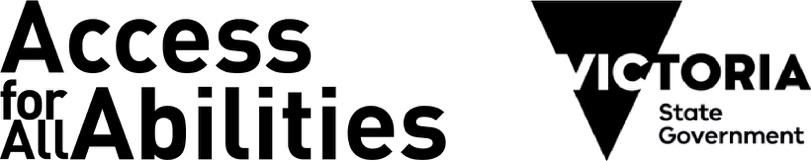 Access
for
All Abilities
VICTORIA
State
Government